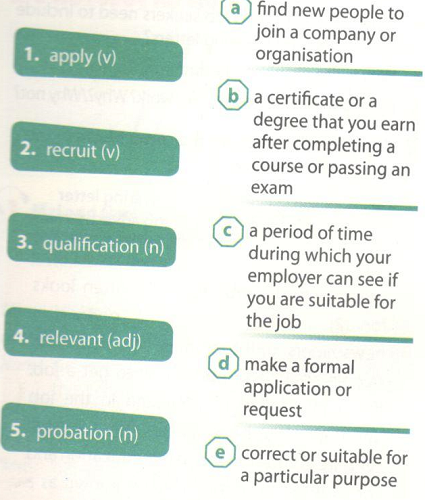 1. apply (v)
2. recruit (v)
3. qualification (n)
4. relevant (adj)
5. probation (n)
a find new people to
join a company or
organisation
b a certificate or a
degree that you earn
after completing a
course or passing an
exam
c a period of time
during which your
employer can see if
you are suitable for
the job
d make a formal
application or
request
e correct or suitable for
a particular purpose